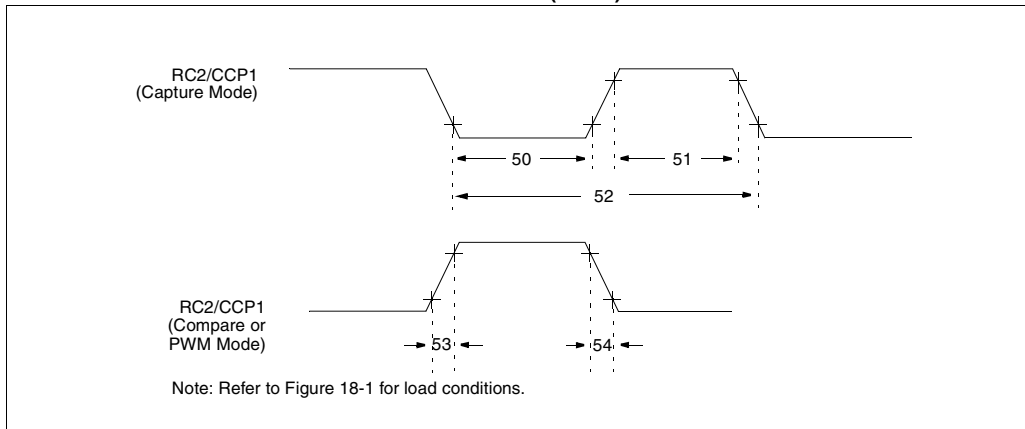 RC2/CCP1
(Capture Mode)
50
51
52
RC2/CCP1
(Compare or
PWM Mode)
53
54
Note: Refer to Figure 18-1 for load conditions.